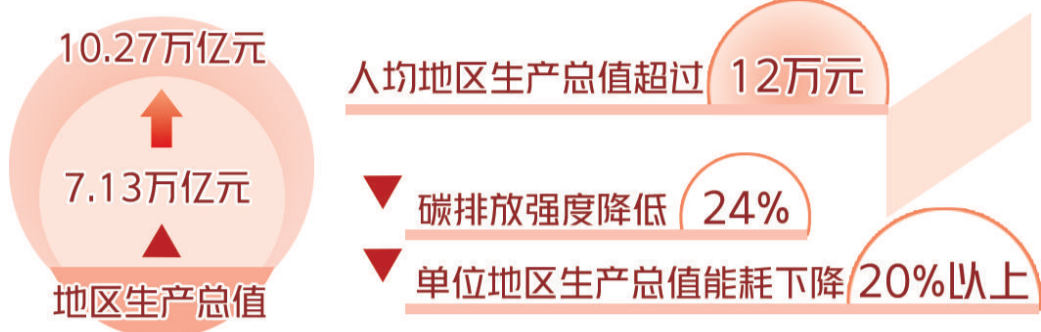 10.27万亿元
7.13万亿元
地区生产总值
人均地区生产总值超过 12万元
碳排放强度降低 24%
单位地区生产总值能耗下降 20%以上